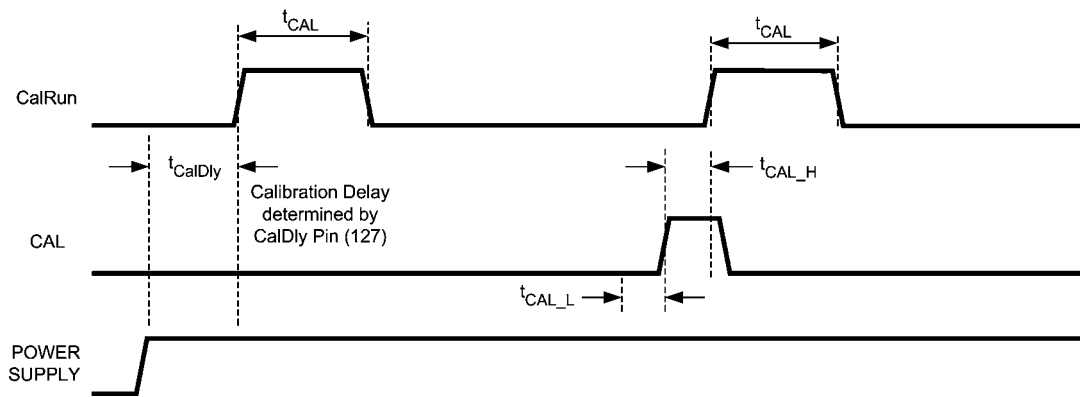 tCAL
tCAL
CalRun
tCalDly
tCAL_H
Calibration Delay
determined by
CalDly Pin (127)
CAL
tCAL_L
POWER
SUPPLY